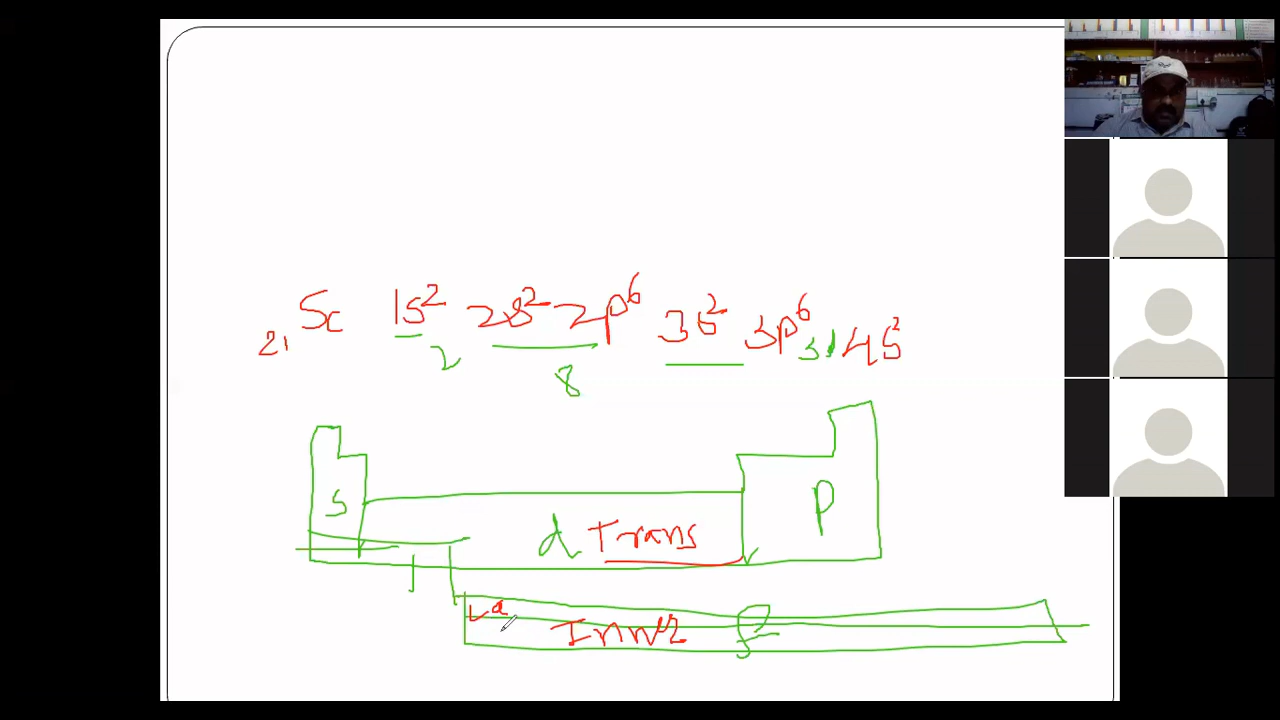 21 Sc 1s² 2s² 2p⁶ 3s² 3p⁶ 3d¹ 4s²
2 8
s p
d Trans
La
Inner f